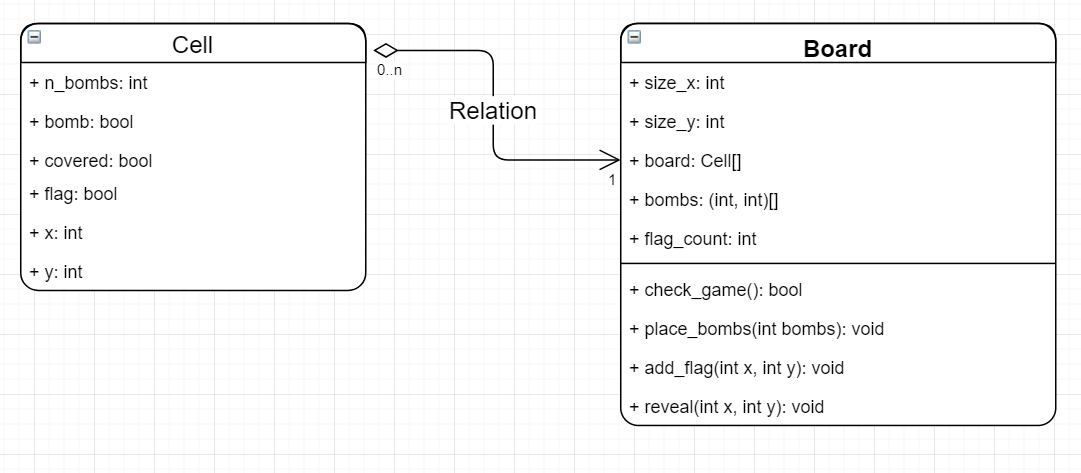 Cell
+ n_bombs: int
+ bomb: bool
+ covered: bool
+ flag: bool
+ x: int
+ y: int
0..n
Relation
1
Board
+ size_x: int
+ size_y: int
+ board: Cell[]
+ bombs: (int, int)[]
+ flag_count: int
+ check_game(): bool
+ place_bombs(int bombs): void
+ add_flag(int x, int y): void
+ reveal(int x, int y): void